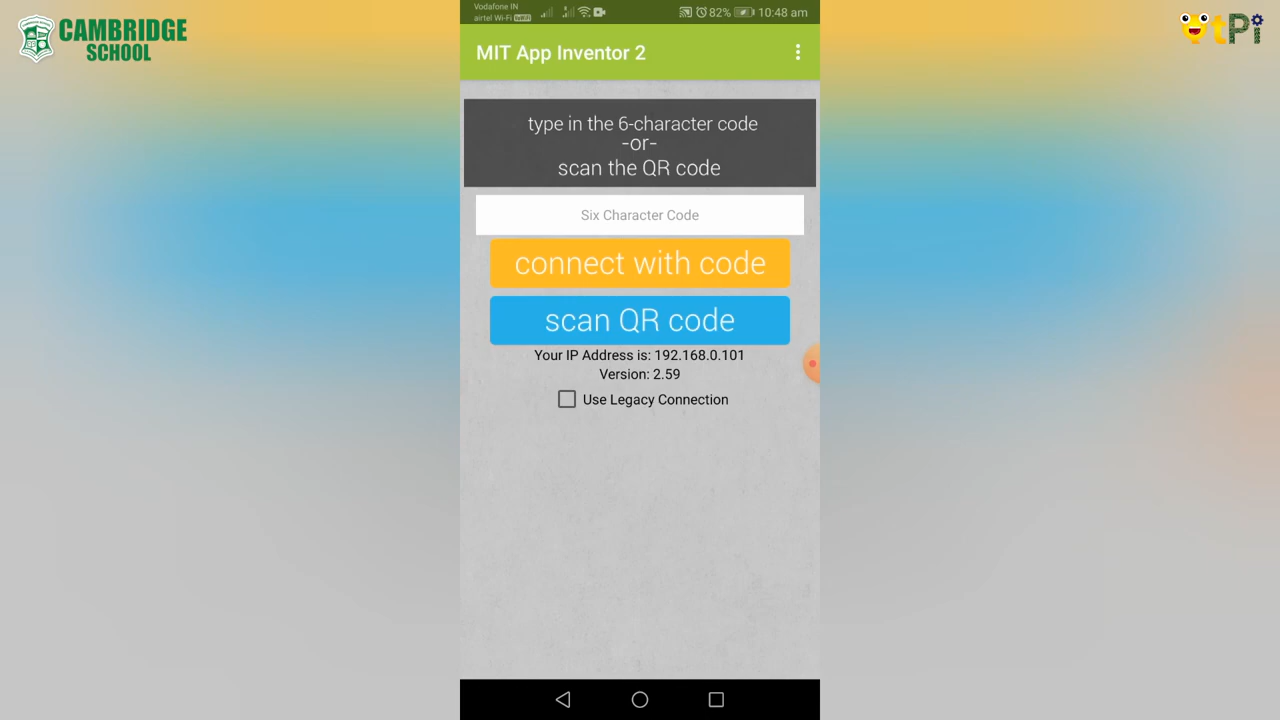 CAMBRIDGE
SCHOOL
Vodafone IN
airtel Wi-Fi
82%
10:48 am
utPi
MIT App Inventor 2
type in the 6-character code
-or-
scan the QR code
Six Character Code
connect with code
scan QR code
Your IP Address is: 192.168.0.101
Version: 2.59
Use Legacy Connection